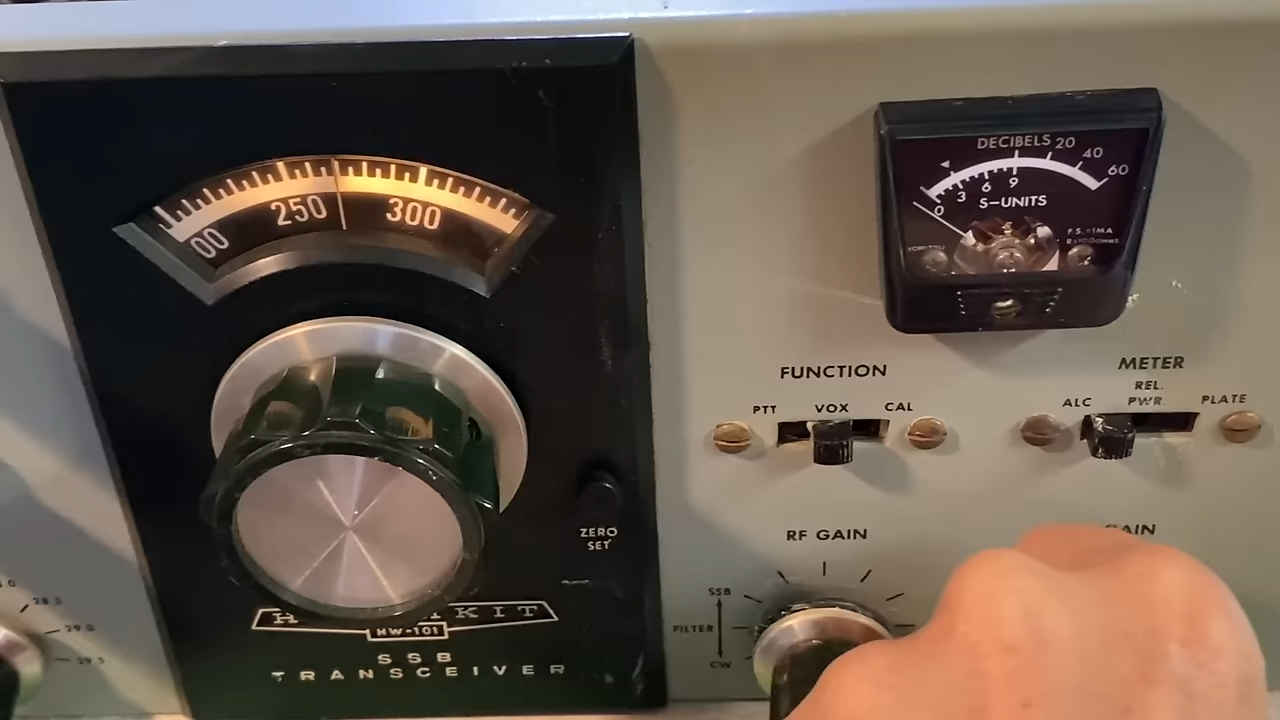 00 250 300
DECIBELS 20 40 60
0 3 6 9
S-UNITS
F.S.=1MA
FUNCTION
PTT VOX CAL
METER
ALC REL. PWR. PLATE
ZERO
SET
RF GAIN
GAIN
SSB
FILTER
CW
28.5
29.0
29.5
KIT
HW-101
SSB
TRANSCEIVER